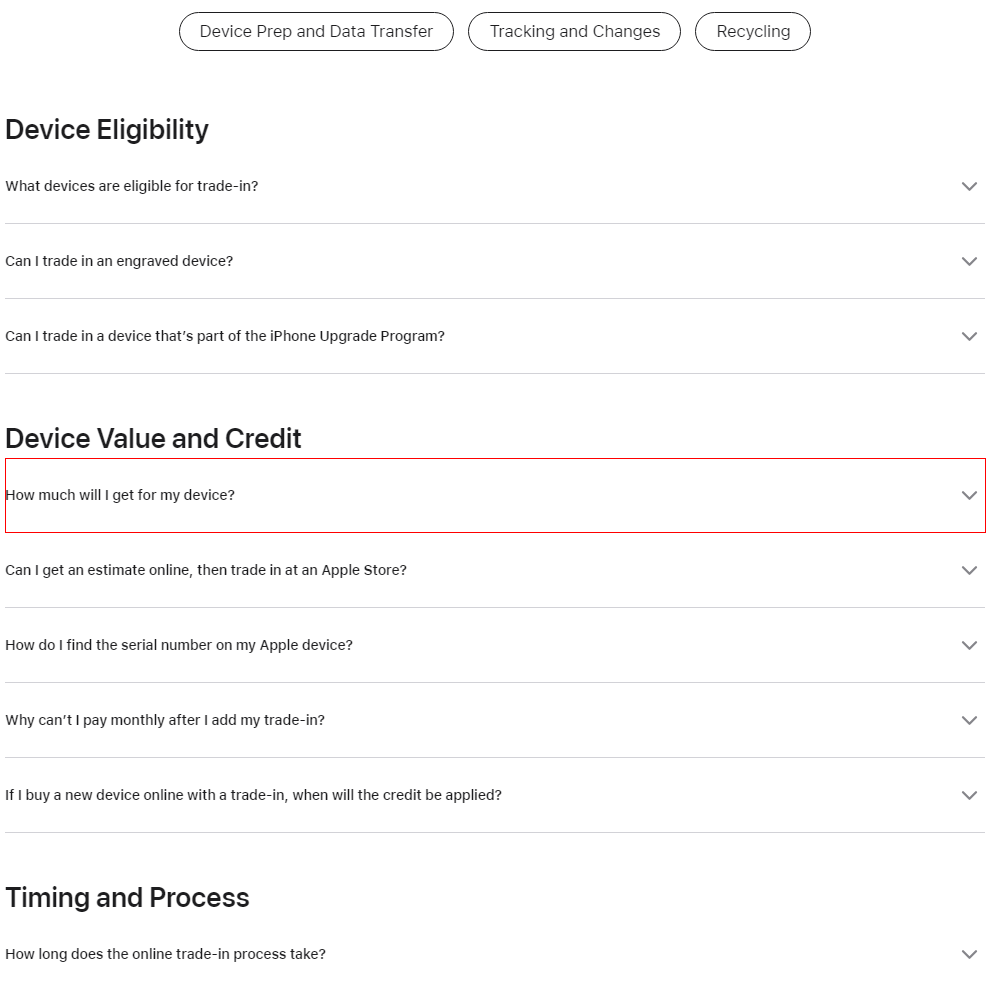 Device Prep and Data Transfer
Tracking and Changes
Recycling
Device Eligibility
What devices are eligible for trade-in?
Can I trade in an engraved device?
Can I trade in a device that’s part of the iPhone Upgrade Program?
Device Value and Credit
How much will I get for my device?
Can I get an estimate online, then trade in at an Apple Store?
How do I find the serial number on my Apple device?
Why can’t I pay monthly after I add my trade-in?
If I buy a new device online with a trade-in, when will the credit be applied?
Timing and Process
How long does the online trade-in process take?